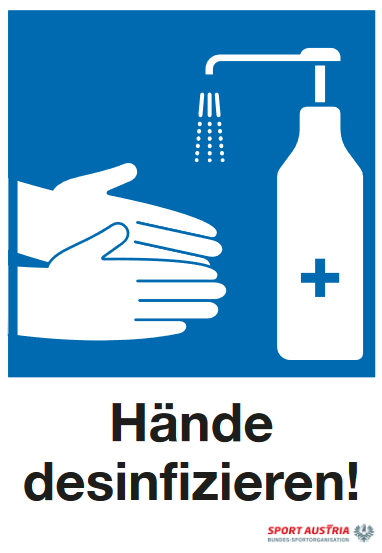 Hände
desinfizieren!
SPORT AUSTRIA
BUNDES-SPORTORGANISATION